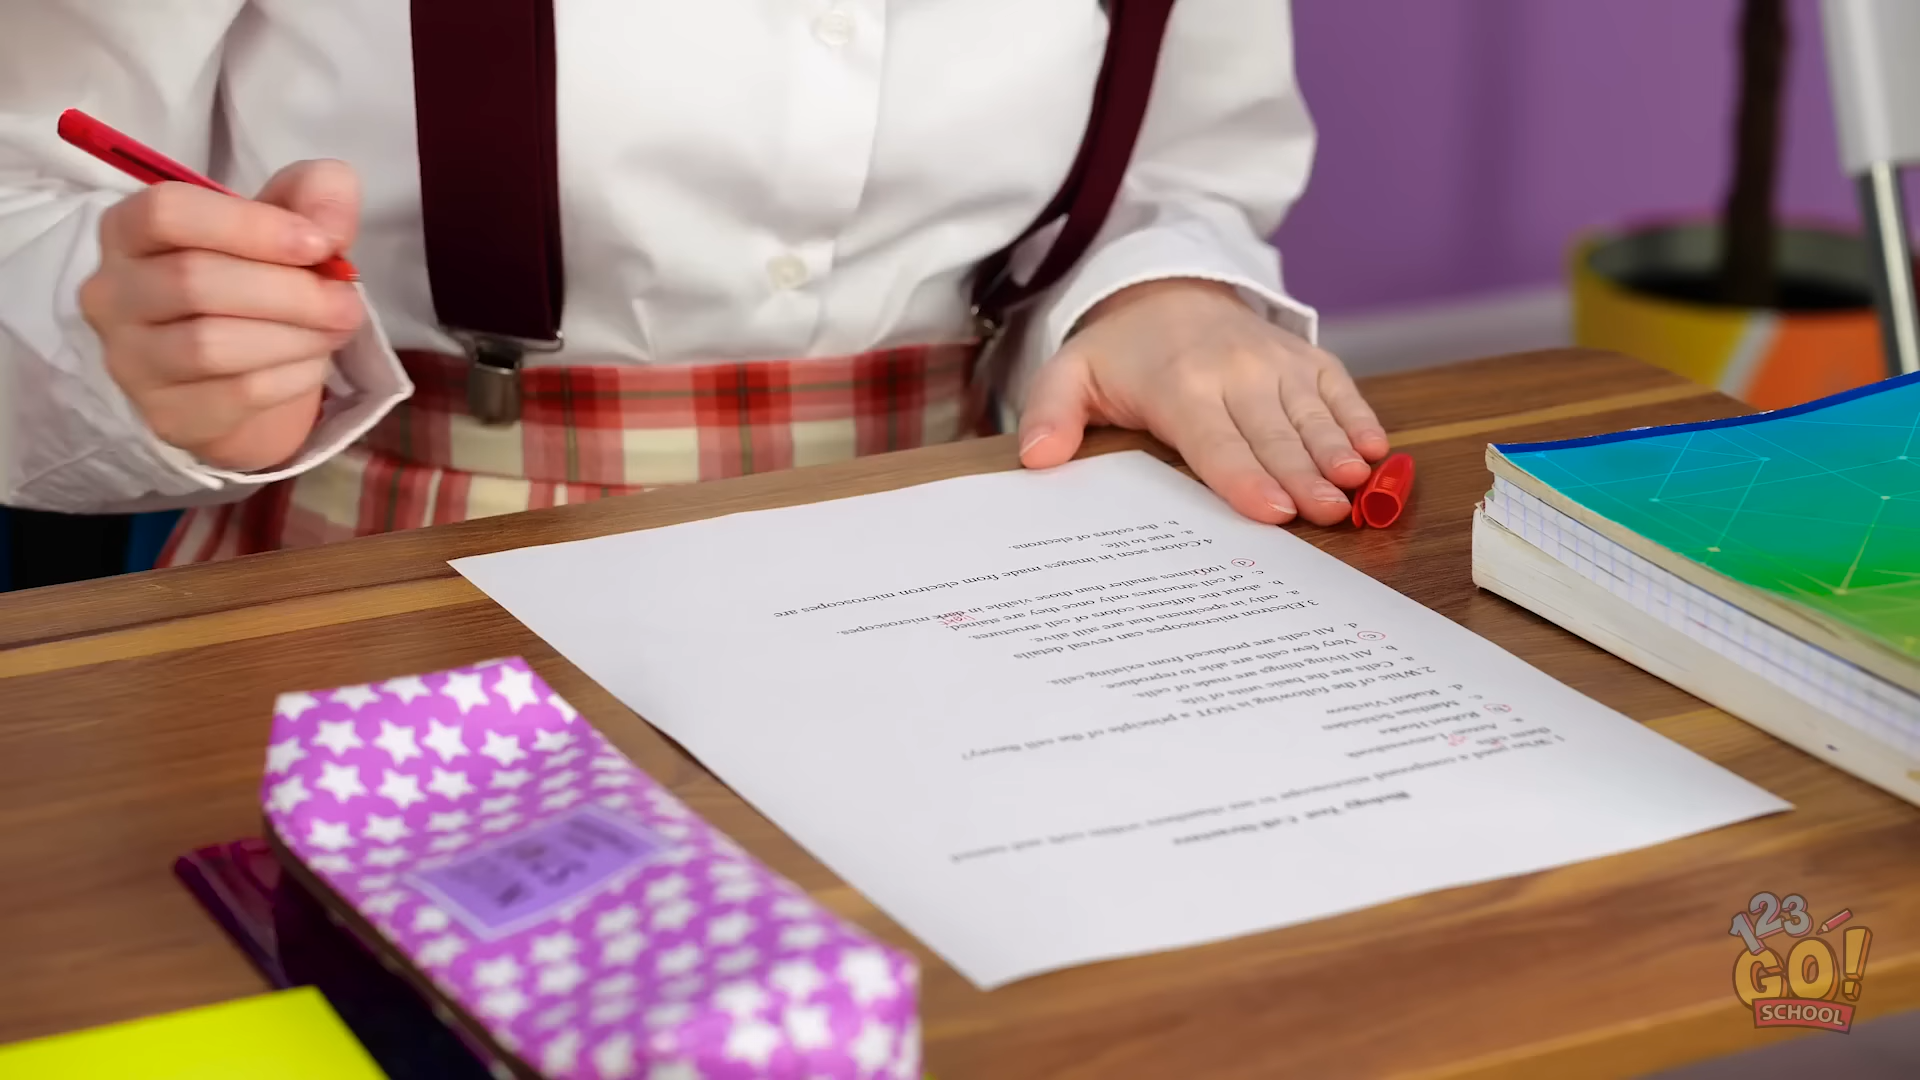 Biology Test Cell Structure
1.Who used a compound microscope to see chambers within cork and named
them cells
a. Anton Leeuwenhoek
b. Robert Hooke
c. Matthias Schleiden
d. Rudolf Virchow
2.Whic of the following is NOT a principle of the cell theory?
a. Cells are the basic units of life.
b. All living things are made of cells.
c. Very few cells are able to reproduce.
d. All cells are produced from existing cells.
3.Electron microscopes can reveal details
a. only in specimens that are still alive.
b. about the different colors of cell structures.
c. of cell structures only once they are stained.
d. 100 times smaller than those visible in dark microscopes.
light
4.Colors seen in images made from electron microscopes are
a. true to life.
b. the colors of electrons.
123
GO!
SCHOOL